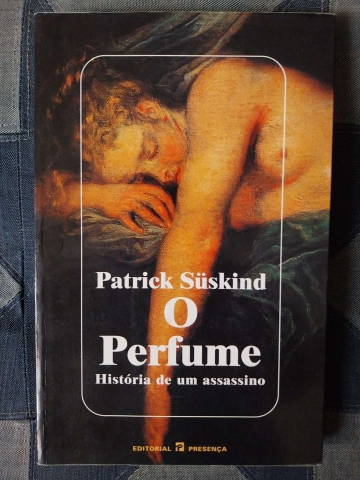 Patrick Süskind
O
Perfume
História de um assassino
EDITORIAL PRESENÇA